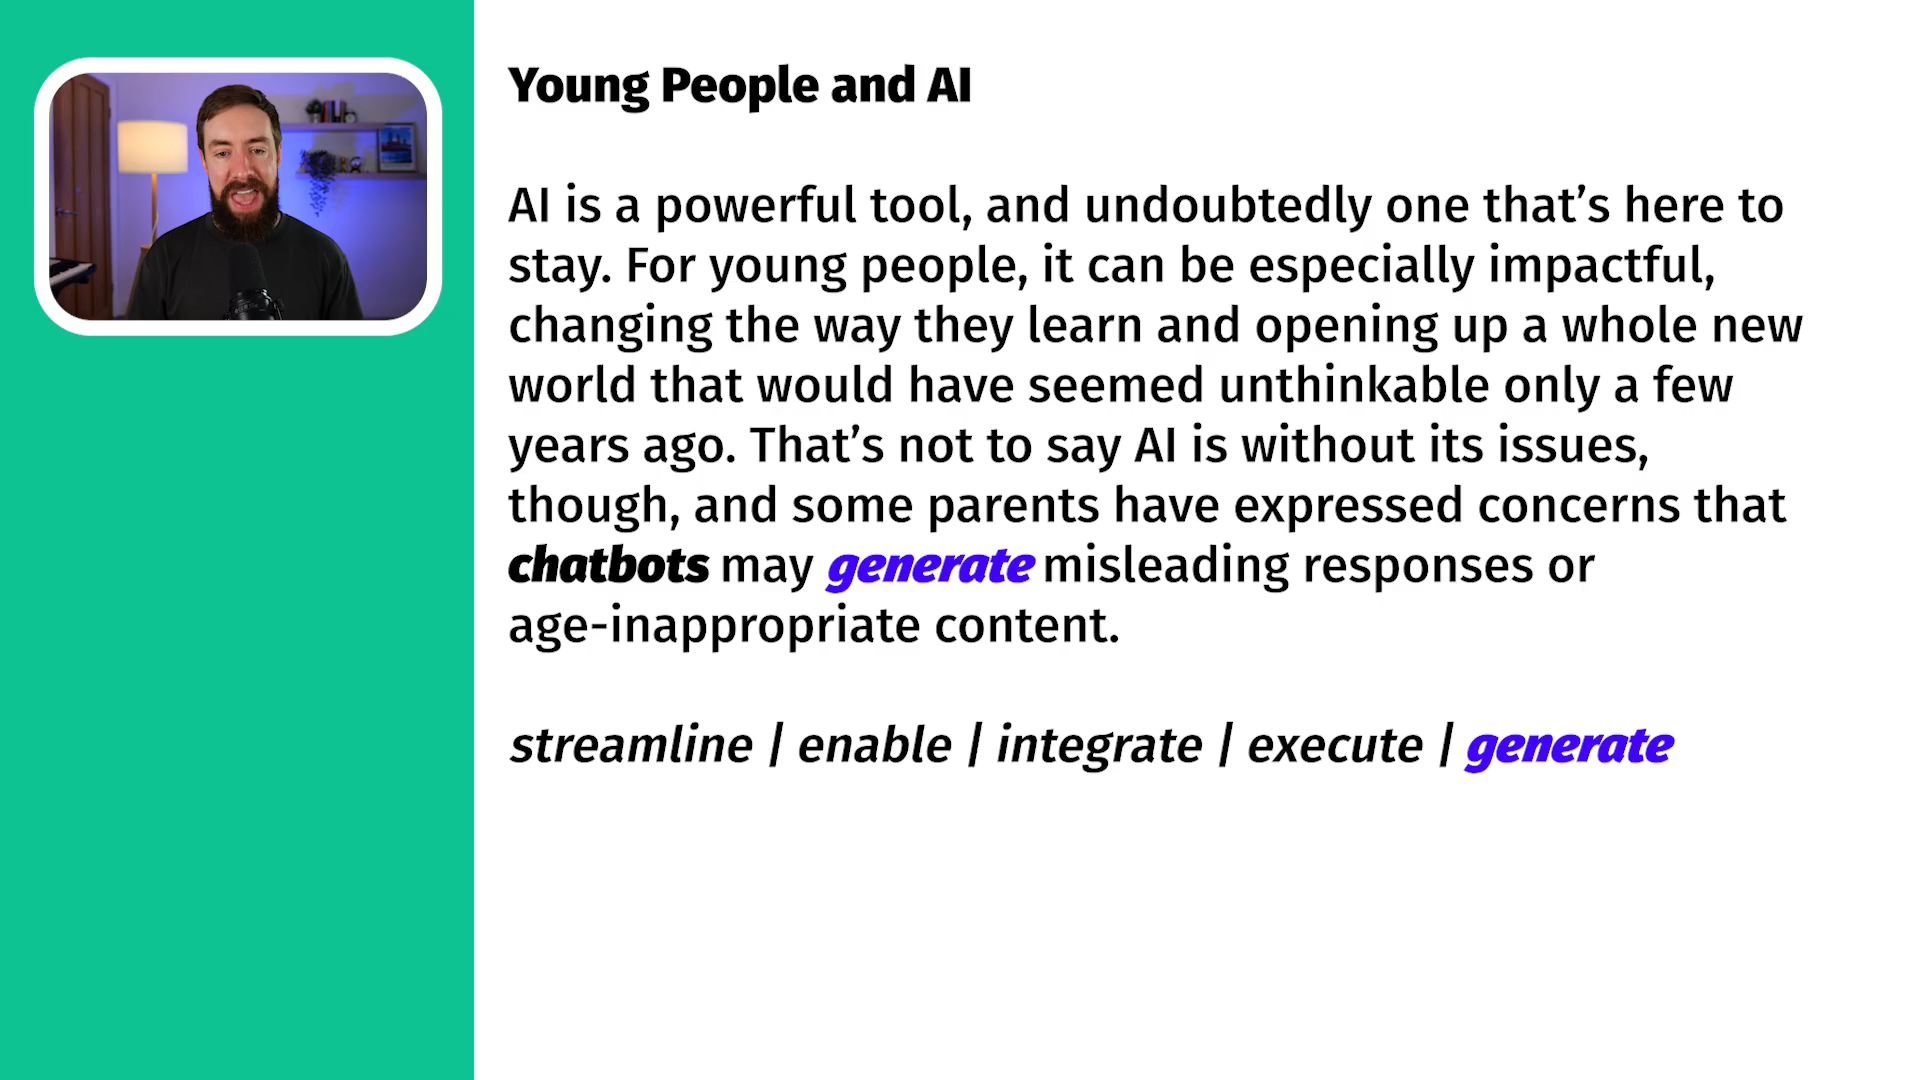 Young People and AI
AI is a powerful tool, and undoubtedly one that’s here to
stay. For young people, it can be especially impactful,
changing the way they learn and opening up a whole new
world that would have seemed unthinkable only a few
years ago. That’s not to say AI is without its issues,
though, and some parents have expressed concerns that
chatbots may generate misleading responses or
age-inappropriate content.
streamline | enable | integrate | execute | generate